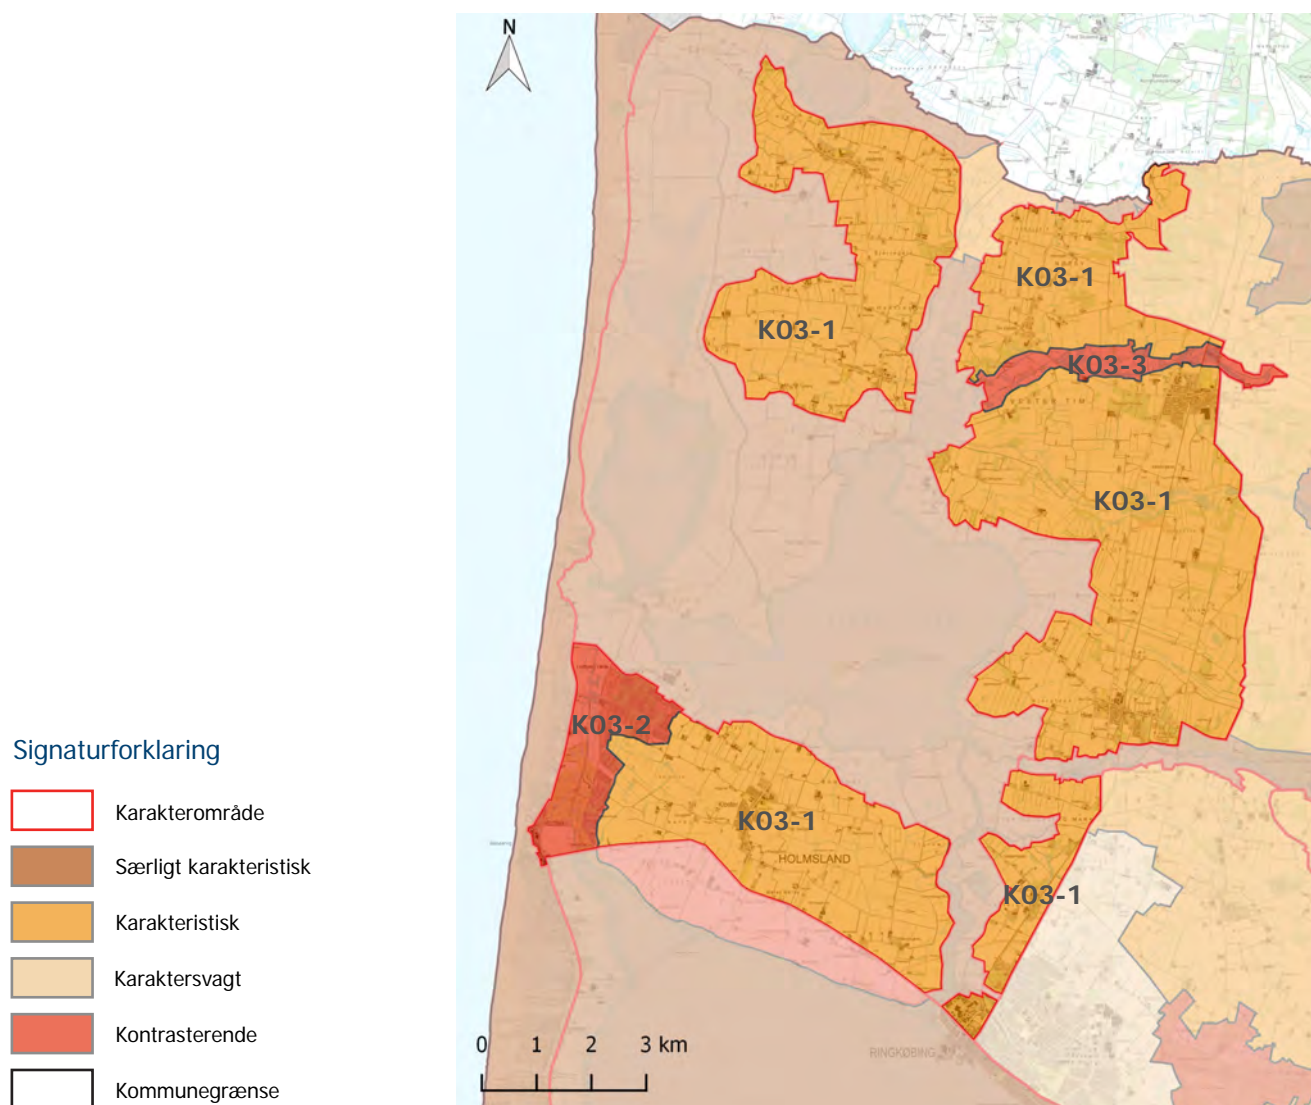 N
K03-1
K03-1
K03-3
K03-1
K03-2
K03-1
HOLMSLAND
K03-1
RINGKØBING
0 1 2 3 km
Signaturforklaring
Karakterområde
Særligt karakteristisk
Karakteristisk
Karaktersvagt
Kontrasterende
Kommunegrænse